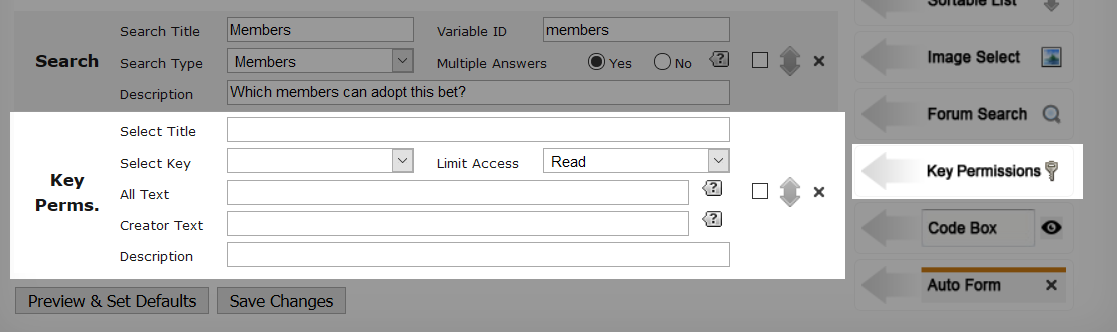 Sortable List
Search Title
Members
Variable ID
members
Search
Search Type
Members
Multiple Answers
Yes
No
?
Image Select
Description
Which members can adopt this bet?
Forum Search
Select Title
Select Key
Limit Access
Read
Key Permissions
Key
Perms.
All Text
?
Creator Text
?
Code Box
Description
Auto Form
Preview & Set Defaults
Save Changes